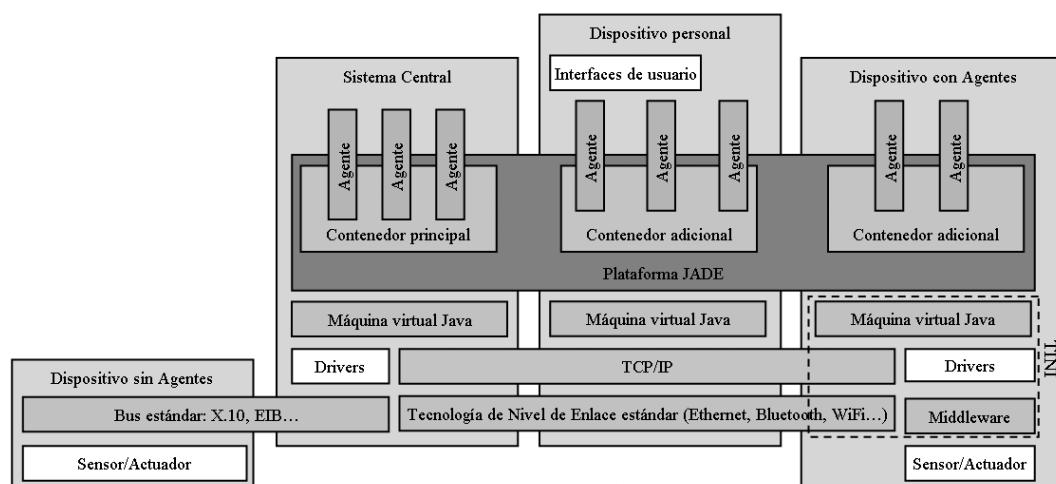 Dispositivo personal
Interfaces de usuario
Sistema Central
Dispositivo con Agentes
Agente
Agente
Agente
Agente
Agente
Agente
Agente
Agente
Contenedor principal
Contenedor adicional
Contenedor adicional
Plataforma JADE
Máquina virtual Java
Máquina virtual Java
Máquina virtual Java
TINI
Drivers
TCP/IP
Drivers
Dispositivo sin Agentes
Bus estándar: X.10, EIB…
Tecnología de Nivel de Enlace estándar (Ethernet, Bluetooth, WiFi…)
Middleware
Sensor/Actuador
Sensor/Actuador